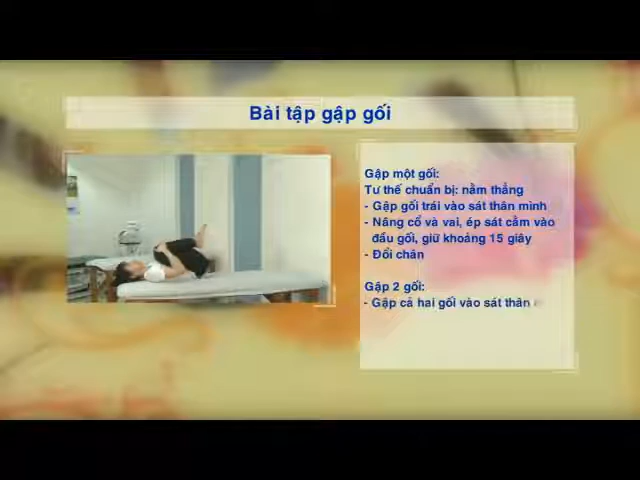 Bài tập gập gối
Gập một gối:
Tư thế chuẩn bị: nằm thẳng
- Gập gối trái vào sát thân mình
- Nâng cổ và vai, ép sát cằm vào
đầu gối, giữ khoảng 15 giây
- Đổi chân
Gập 2 gối:
- Gập cả hai gối vào sát thân